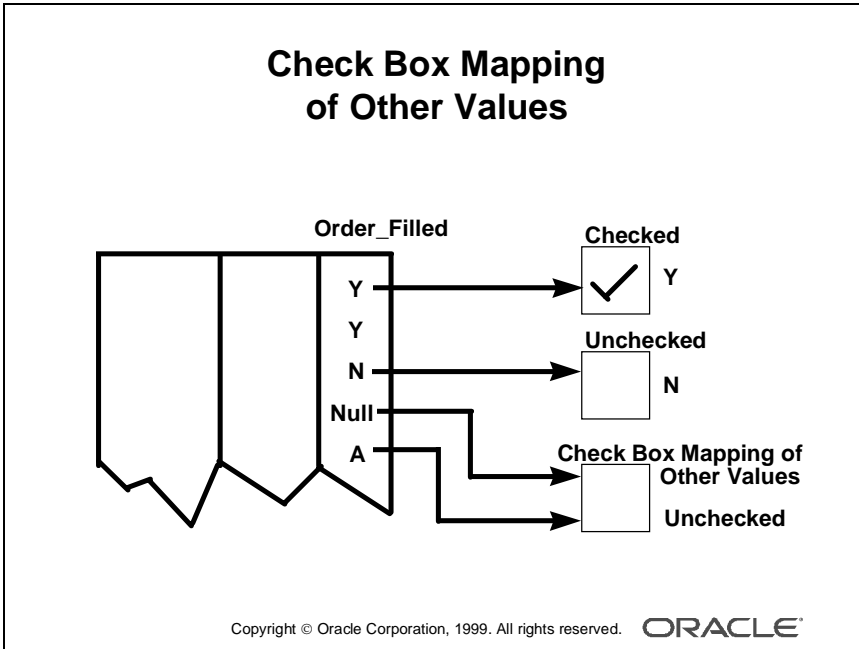 Check Box Mapping
of Other Values
Order_Filled
Checked
Y
Y
Y
Unchecked
N
N
Null
A
Check Box Mapping of
Other Values
Unchecked
Copyright © Oracle Corporation, 1999. All rights reserved.
ORACLE®